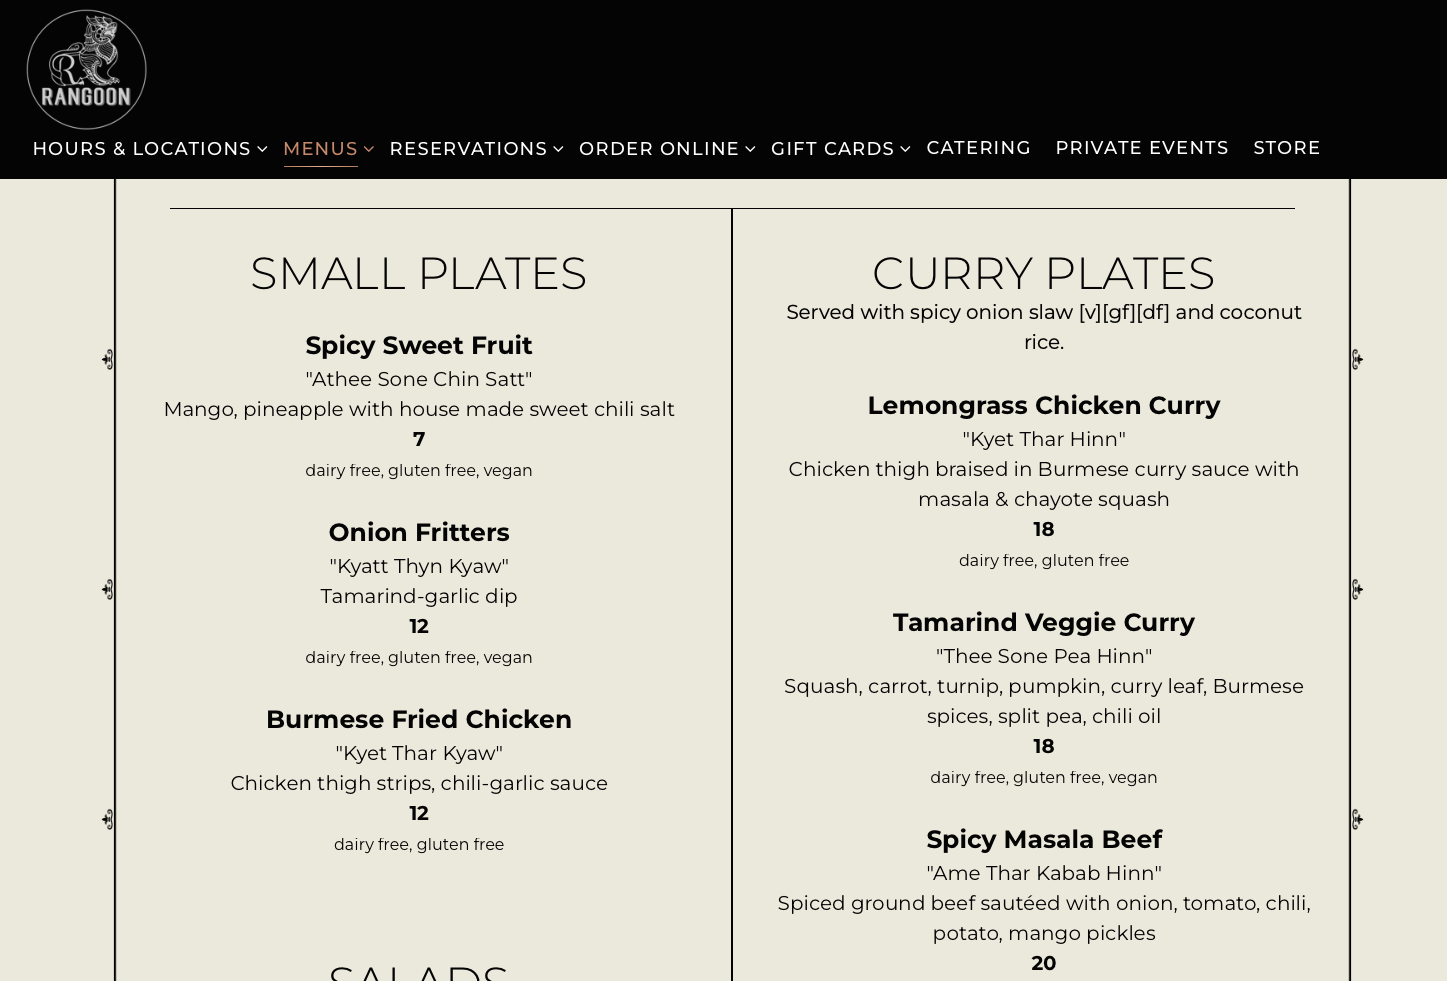 RANGOON
HOURS & LOCATIONS
MENUS
RESERVATIONS
ORDER ONLINE
GIFT CARDS
CATERING
PRIVATE EVENTS
STORE
SMALL PLATES
Spicy Sweet Fruit
"Athee Sone Chin Satt"
Mango, pineapple with house made sweet chili salt
7
dairy free, gluten free, vegan
Onion Fritters
"Kyatt Thyn Kyaw"
Tamarind-garlic dip
12
dairy free, gluten free, vegan
Burmese Fried Chicken
"Kyet Thar Kyaw"
Chicken thigh strips, chili-garlic sauce
12
dairy free, gluten free
SALADS
CURRY PLATES
Served with spicy onion slaw [v][gf][df] and coconut
rice.
Lemongrass Chicken Curry
"Kyet Thar Hinn"
Chicken thigh braised in Burmese curry sauce with
masala & chayote squash
18
dairy free, gluten free
Tamarind Veggie Curry
"Thee Sone Pea Hinn"
Squash, carrot, turnip, pumpkin, curry leaf, Burmese
spices, split pea, chili oil
18
dairy free, gluten free, vegan
Spicy Masala Beef
"Ame Thar Kabab Hinn"
Spiced ground beef sautéed with onion, tomato, chili,
potato, mango pickles
20